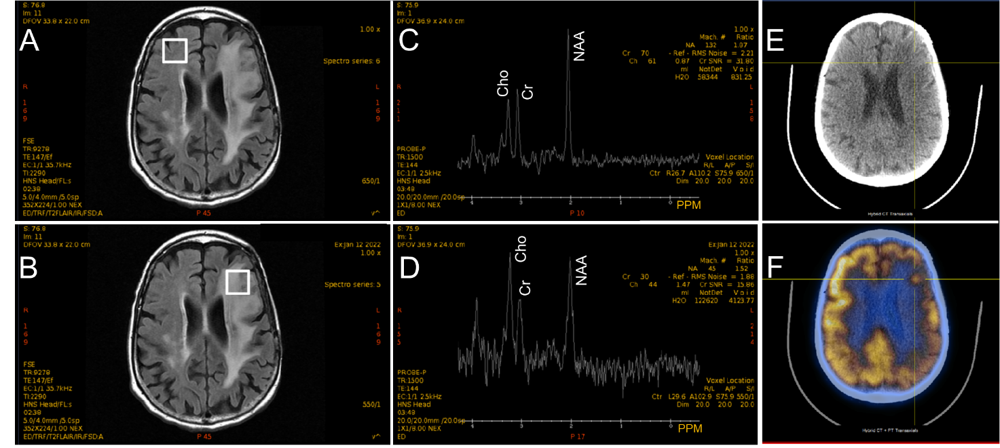 S: 76.8
Im: 11
DFOV 33.8 x 22.0 cm
A
1.00 x
Spectro series: 6
R
1
6
9
L
1
6
9
FSE
TR:9278
TE:147/Ef
EC:1/1 35.7kHz
TI:2290
HNS Head/FL:s
02:38
5.0/4.0mm /5.0sp
352X224/1.00 NEX
ED/TRF/T2FLAIR/IR/FSD:A
650/1
P 45
v^
S: 75.9
Im: 1
DFOV 36.9 x 24.0 cm
C
1.00 x
Mach. # Ratio
NA 132 1.87
Cr 70 - Ref - RMS Noise = 2.21
Ch 61 0.87 Cr SNR = 31.80
mI NotDet Void
H2O 58344 831.25
Cho
Cr
NAA
R
2
1
1
L
1
5
8
PROBE-P
TR:1500
TE:144
EC:1/1 2.5kHz
HNS Head
03:48
20.0/20.0mm /20.0sp
1X1/8.00 NEX
ED
Voxel Location
R/L A/P S/I
Ctr R26.7 A110.2 S75.9 650/1
Dim 20.0 20.0 20.0
4 3 2 1 0 PPM
P 10
E
Hybrid CT Transaxials
S: 76.8
Im: 11
DFOV 33.8 x 22.0 cm
B
Ex:Jan 12 2022
1.00 x
Spectro series: 5
R
1
6
9
L
1
6
9
FSE
TR:9278
TE:147/Ef
EC:1/1 35.7kHz
TI:2290
HNS Head/FL:s
02:38
5.0/4.0mm /5.0sp
352X224/1.00 NEX
ED/TRF/T2FLAIR/IR/FSD:A
550/1
P 45
v^
S: 75.9
Im: 1
DFOV 36.9 x 24.0 cm
D
Ex:Jan 12 2022
1.00 x
Mach. # Ratio
NA 45 1.52
Cr 30 - Ref - RMS Noise = 1.88
Ch 44 1.47 Cr SNR = 15.86
mI NotDet Void
H2O 122620 4123.77
Cho
Cr
NAA
R
1
5
5
L
2
1
4
PROBE-P
TR:1500
TE:144
EC:1/1 2.5kHz
HNS Head
03:48
20.0/20.0mm /20.0sp
1X1/8.00 NEX
ED
Voxel Location
R/L A/P S/I
Ctr L29.6 A102.9 S75.9 550/1
Dim 20.0 20.0 20.0
4 3 2 1 0 PPM
P 17
F
Hybrid CT + PT Transaxials